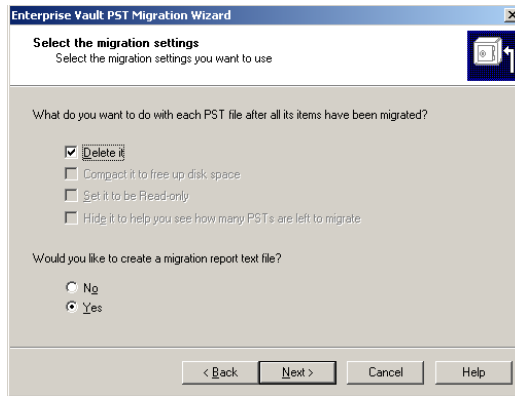 Enterprise Vault PST Migration Wizard
Select the migration settings
Select the migration settings you want to use
What do you want to do with each PST file after all its items have been migrated?
Delete it
Compact it to free up disk space
Set it to be Read-only
Hide it to help you see how many PSTs are left to migrate
Would you like to create a migration report text file?
No
Yes
< Back
Next >
Cancel
Help